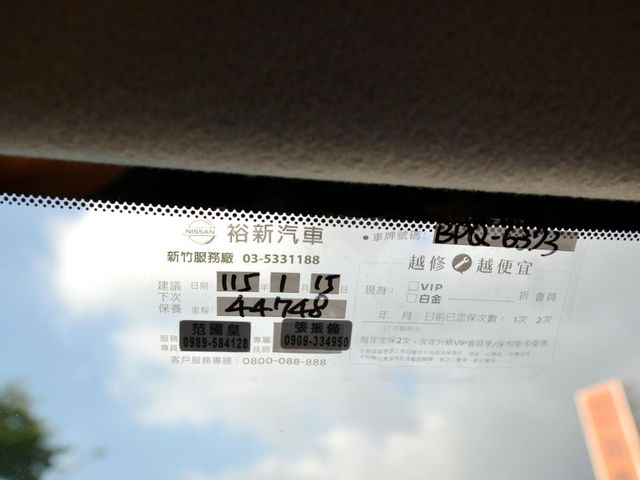 NISSAN 裕新汽車
新竹服務廠 03-5331188
建議下次保養
日期: 115 年 1 月 15
里程: 44748
服務專員 范國皇 0989-584128
專屬技師 張振倫 0909-334950
客戶服務專線: 0800-088-888
• 車牌號碼: BPQ-6373
越修 越便宜
現為: □VIP
□白金 折 會員
年 月 日前已定保次數: 1次 2次
(下次建議日)
每年定保2次, 次年升級VIP會員享/保有更多優惠